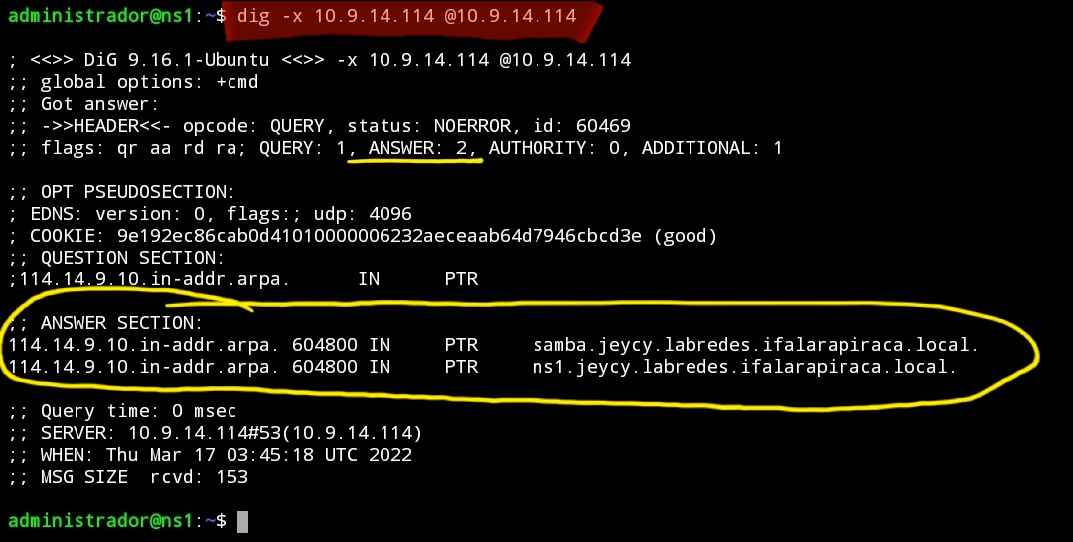 administrador@ns1:~$ dig -x 10.9.14.114 @10.9.14.114
; <<>> DiG 9.16.1-Ubuntu <<>> -x 10.9.14.114 @10.9.14.114
;; global options: +cmd
;; Got answer:
;; ->>HEADER<<- opcode: QUERY, status: NOERROR, id: 60469
;; flags: qr aa rd ra; QUERY: 1, ANSWER: 2, AUTHORITY: 0, ADDITIONAL: 1
;; OPT PSEUDOSECTION:
; EDNS: version: 0, flags:; udp: 4096
; COOKIE: 9e192ec86cab0d41010000006232aeceaab64d7946cbcd3e (good)
;; QUESTION SECTION:
;114.14.9.10.in-addr.arpa. IN PTR
;; ANSWER SECTION:
114.14.9.10.in-addr.arpa. 604800 IN PTR samba.jeycy.labredes.ifalarapiraca.local.
114.14.9.10.in-addr.arpa. 604800 IN PTR ns1.jeycy.labredes.ifalarapiraca.local.
;; Query time: 0 msec
;; SERVER: 10.9.14.114#53(10.9.14.114)
;; WHEN: Thu Mar 17 03:45:18 UTC 2022
;; MSG SIZE rcvd: 153
administrador@ns1:~$